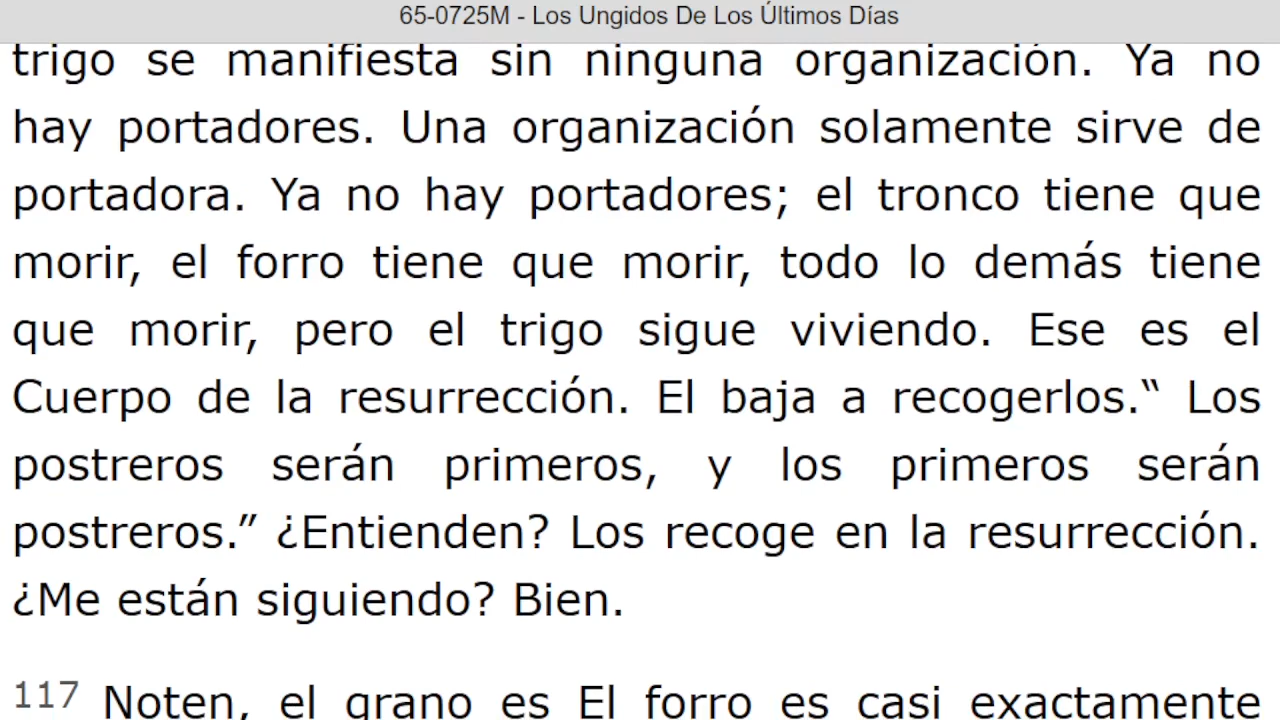 65-0725M - Los Ungidos De Los Últimos Días
trigo se manifiesta sin ninguna organización. Ya no
hay portadores. Una organización solamente sirve de
portadora. Ya no hay portadores; el tronco tiene que
morir, el forro tiene que morir, todo lo demás tiene
que morir, pero el trigo sigue viviendo. Ese es el
Cuerpo de la resurrección. El baja a recogerlos.“ Los
postreros serán primeros, y los primeros serán
postreros.” ¿Entienden? Los recoge en la resurrección.
¿Me están siguiendo? Bien.
117 Noten, el grano es El forro es casi exactamente